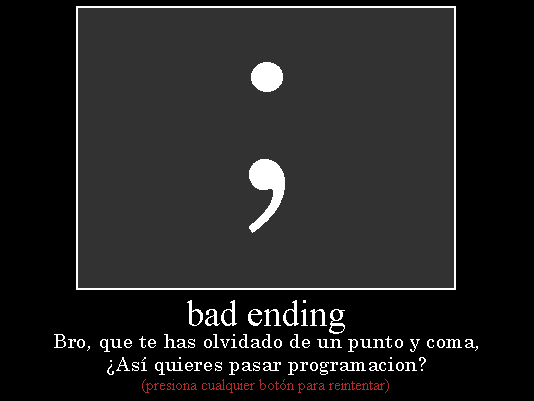 ;
bad ending
Bro, que te has olvidado de un punto y coma,
¿Así quieres pasar programacion?
(presiona cualquier botón para reintentar)